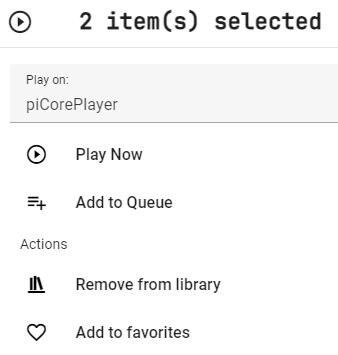 2 item(s) selected
Play on:
piCorePlayer
Play Now
Add to Queue
Actions
Remove from library
Add to favorites